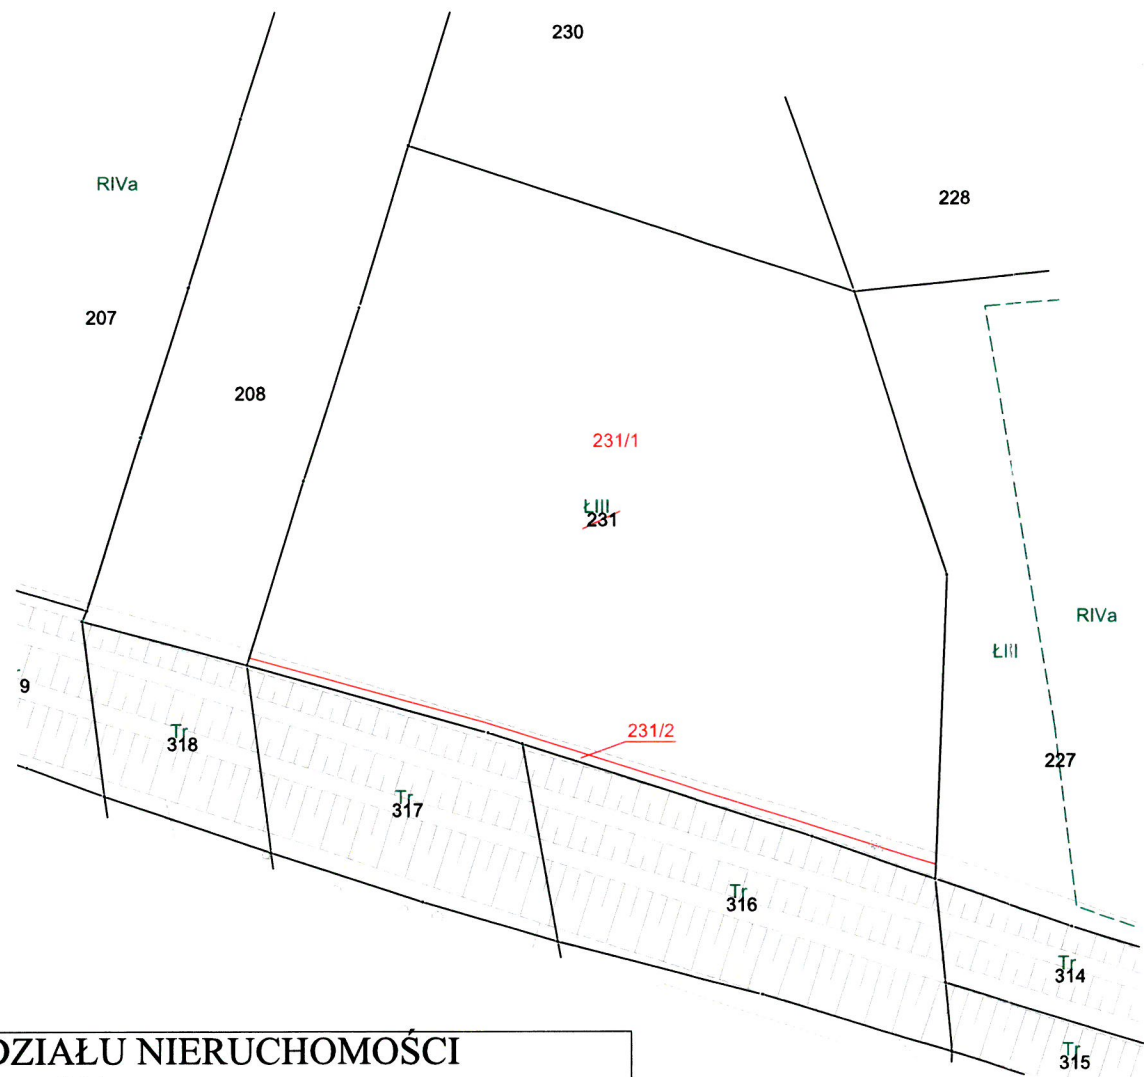 230
RIVa
228
207
208
231/1
ŁIII
231
RIVa
ŁIII
9
Tr
318
231/2
227
Tr
317
Tr
316
Tr
314
DZIAŁU NIERUCHOMOŚCI
Tr
315